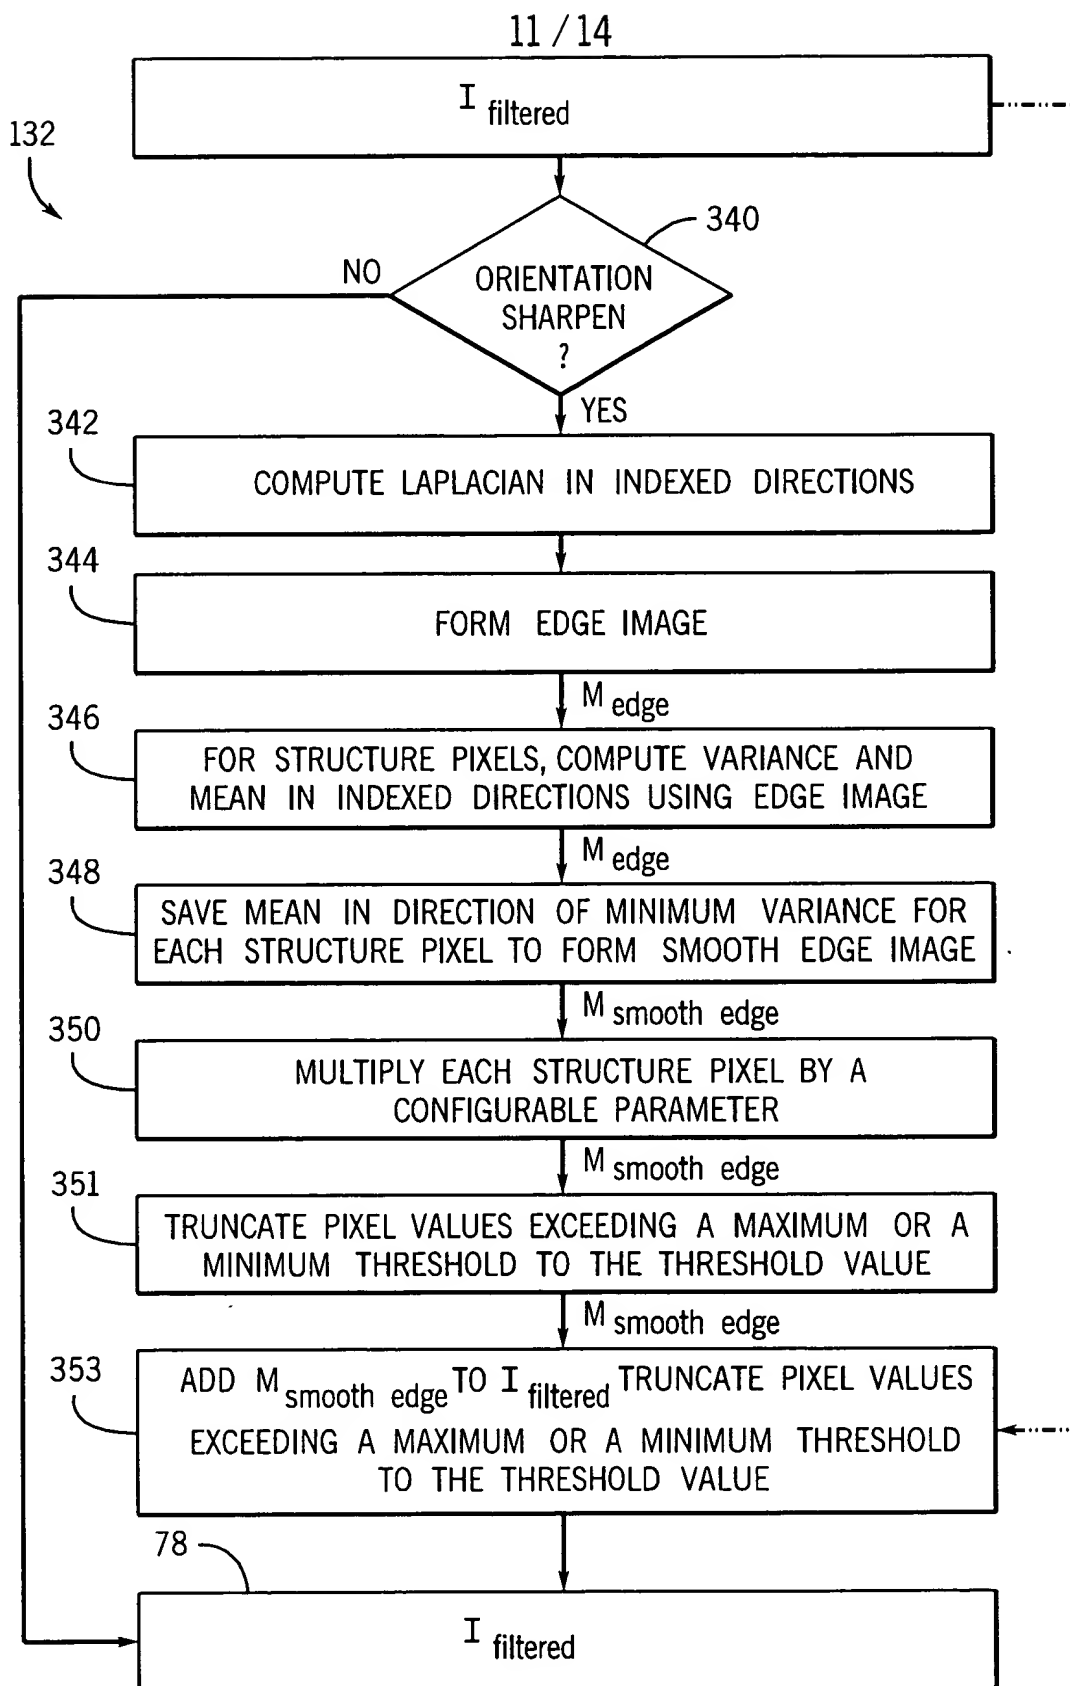 11 / 14
I filtered
132
340
NO
ORIENTATION
SHARPEN
?
YES
342
COMPUTE LAPLACIAN IN INDEXED DIRECTIONS
344
FORM EDGE IMAGE
M edge
346
FOR STRUCTURE PIXELS, COMPUTE VARIANCE AND
MEAN IN INDEXED DIRECTIONS USING EDGE IMAGE
M edge
348
SAVE MEAN IN DIRECTION OF MINIMUM VARIANCE FOR
EACH STRUCTURE PIXEL TO FORM SMOOTH EDGE IMAGE
M smooth edge
350
MULTIPLY EACH STRUCTURE PIXEL BY A
CONFIGURABLE PARAMETER
M smooth edge
351
TRUNCATE PIXEL VALUES EXCEEDING A MAXIMUM OR A
MINIMUM THRESHOLD TO THE THRESHOLD VALUE
M smooth edge
353
ADD M smooth edge TO I filtered TRUNCATE PIXEL VALUES
EXCEEDING A MAXIMUM OR A MINIMUM THRESHOLD
TO THE THRESHOLD VALUE
78
I filtered